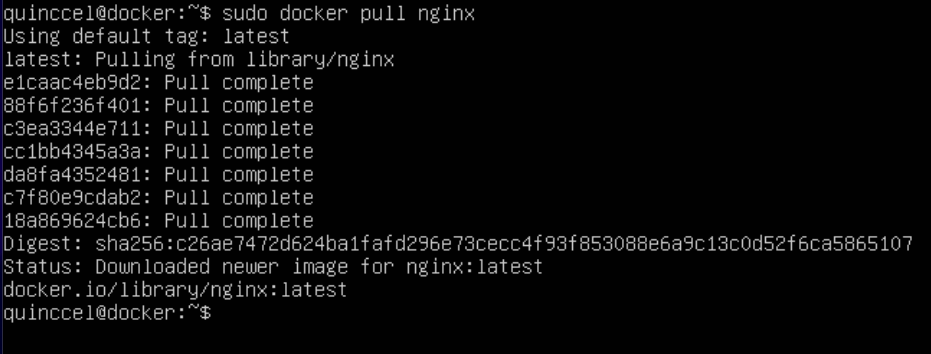 quinccel@docker:~$ sudo docker pull nginx
Using default tag: latest
latest: Pulling from library/nginx
e1caac4eb9d2: Pull complete
88f6f236f401: Pull complete
c3ea3344e711: Pull complete
cc1bb4345a3a: Pull complete
da8fa4352481: Pull complete
c7f80e9cdab2: Pull complete
18a869624cb6: Pull complete
Digest: sha256:c26ae7472d624ba1fafd296e73cecc4f93f853088e6a9c13c0d52f6ca5865107
Status: Downloaded newer image for nginx:latest
docker.io/library/nginx:latest
quinccel@docker:~$